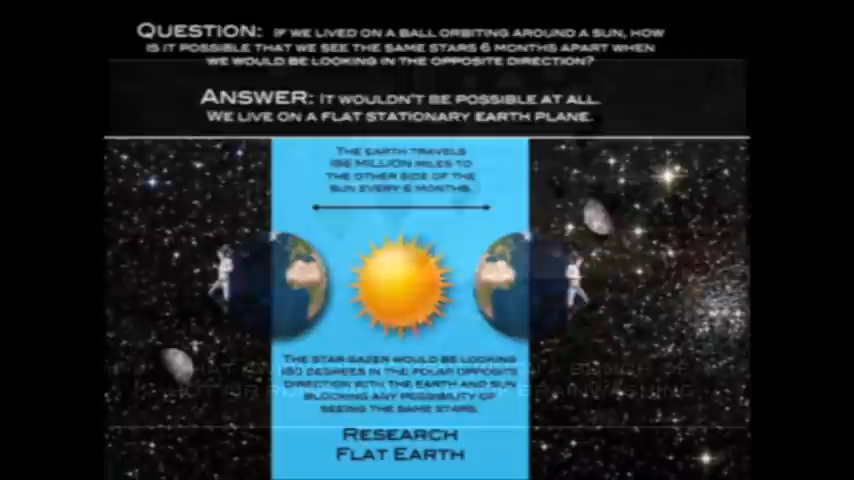 QUESTION: IF WE LIVED ON A BALL ORBITING AROUND A SUN, HOW
IS IT POSSIBLE THAT WE SEE THE SAME STARS 6 MONTHS APART WHEN
WE WOULD BE LOOKING IN THE OPPOSITE DIRECTION?
ANSWER: IT WOULDN'T BE POSSIBLE AT ALL.
WE LIVE ON A FLAT STATIONARY EARTH PLANE.
THE EARTH TRAVELS
186 MILLION MILES TO
THE OTHER SIDE OF THE
SUN EVERY 6 MONTHS.
THE STAR GAZER WOULD BE LOOKING
180 DEGREES IN THE POLAR OPPOSITE
DIRECTION WITH THE EARTH AND SUN
BLOCKING ANY POSSIBILITY OF
SEEING THE SAME STARS.
RESEARCH
FLAT EARTH